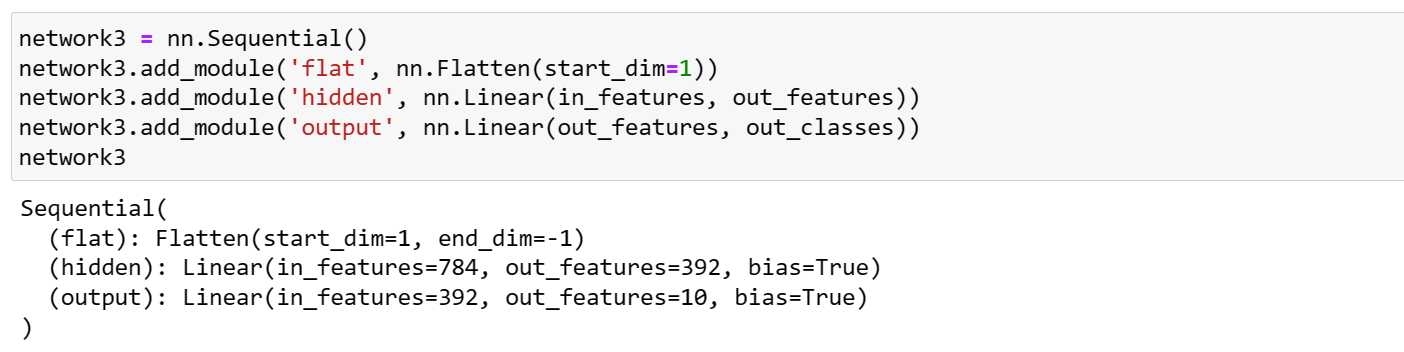 network3 = nn.Sequential()
network3.add_module('flat', nn.Flatten(start_dim=1))
network3.add_module('hidden', nn.Linear(in_features, out_features))
network3.add_module('output', nn.Linear(out_features, out_classes))
network3
Sequential(
  (flat): Flatten(start_dim=1, end_dim=-1)
  (hidden): Linear(in_features=784, out_features=392, bias=True)
  (output): Linear(in_features=392, out_features=10, bias=True)
)